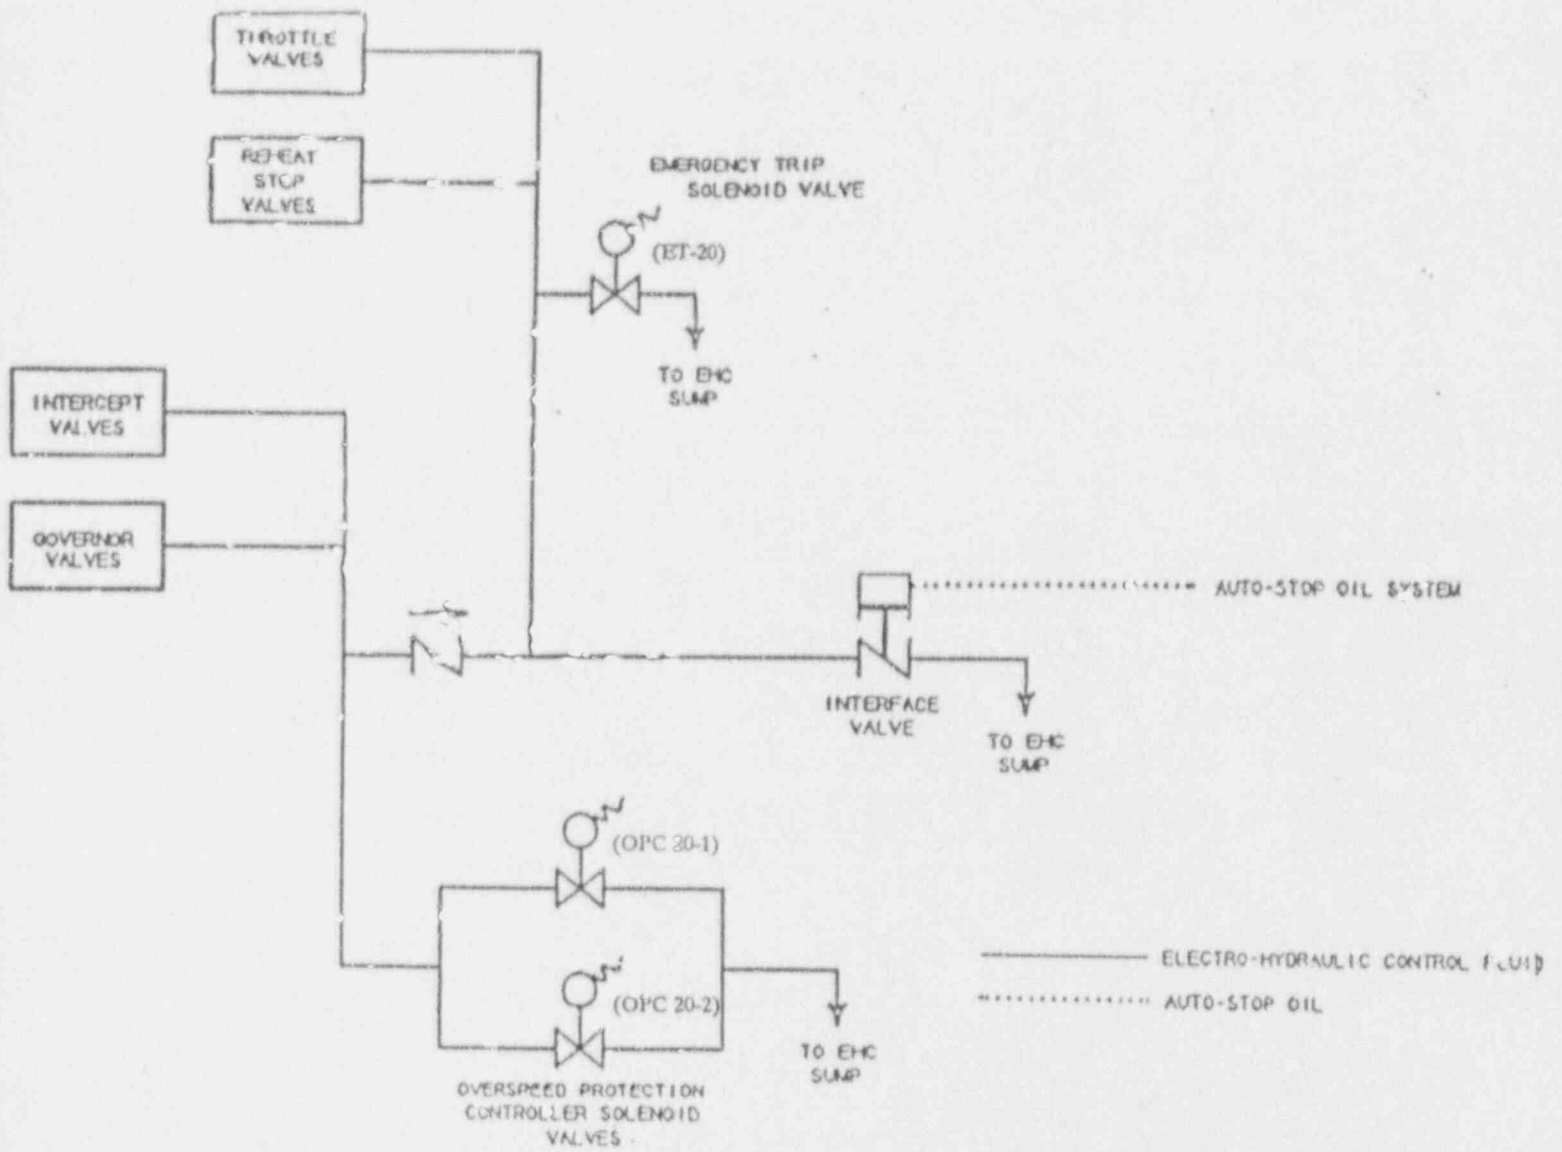 THROTTLE
VALVES
REHEAT
STOP
VALVES
EMERGENCY TRIP
SOLENOID VALVE
(ET-20)
TO EHC
SUMP
INTERCEPT
VALVES
GOVERNOR
VALVES
AUTO-STOP OIL SYSTEM
INTERFACE
VALVE
TO EHC
SUMP
(OPC 20-1)
(OPC 20-2)
TO EHC
SUMP
OVERSPEED PROTECTION
CONTROLLER SOLENOID
VALVES
ELECTRO-HYDRAULIC CONTROL FLUID
AUTO-STOP OIL